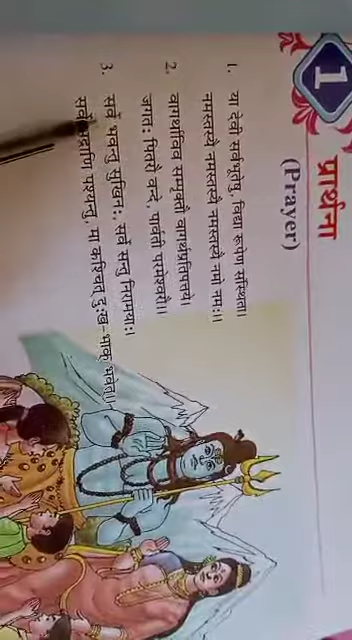 1
प्रार्थना
(Prayer)
1. या देवी सर्वभूतेषु, विद्या रूपेण संस्थिता।
नमस्तस्यै नमस्तस्यै नमस्तस्यै नमो नमः।।
2. वागर्थाविव सम्पृक्तौ वागर्थप्रतिपत्तये।
जगतः पितरौ वन्दे, पार्वती परमेश्वरौ।।
3. सर्वे भवन्तु सुखिनः, सर्वे सन्तु निरामयाः।
सर्वे भद्राणि पश्यन्तु, मा कश्चित् दुःख-भाक् भवेत्।।